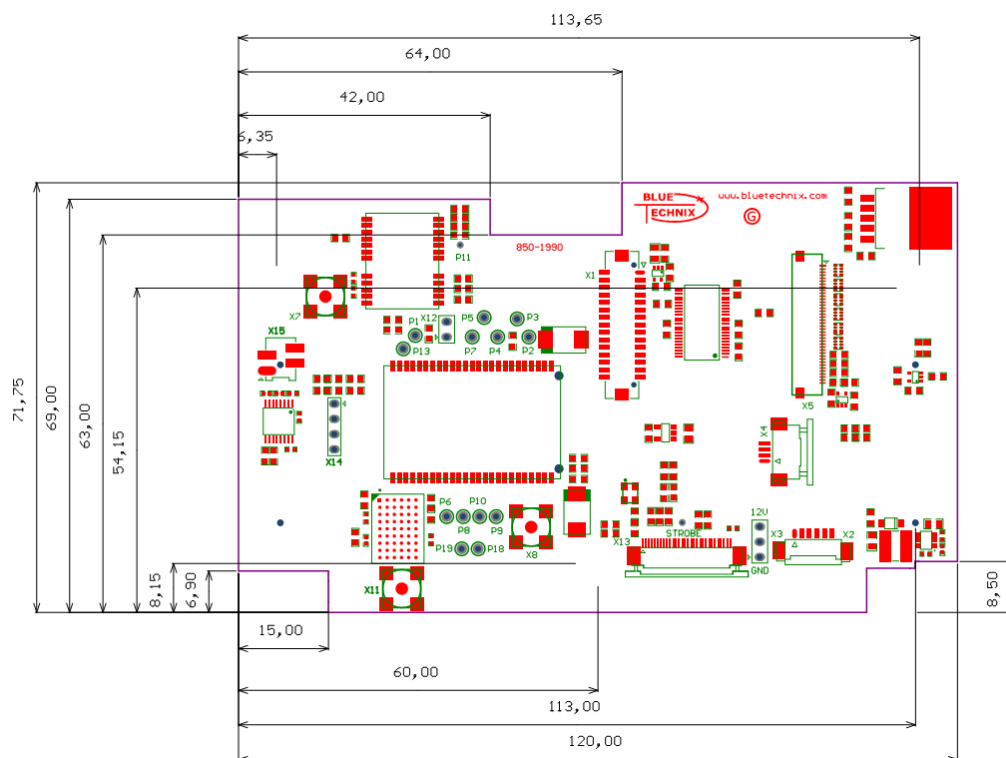 113,65
64,00
42,00
6,35
BLUE
TECHNIX
www.bluetechnix.com
G
850-1990
P11
X1
X7
X12
P1
P5
P3
P13
P7
P4
P2
X15
X5
X4
X14
71,75
69,00
63,00
54,15
P6
P10
P8
P9
P19
P18
X8
X13
STROBE
12V
GND
X3
X2
X11
8,15
6,90
8,50
15,00
60,00
113,00
120,00